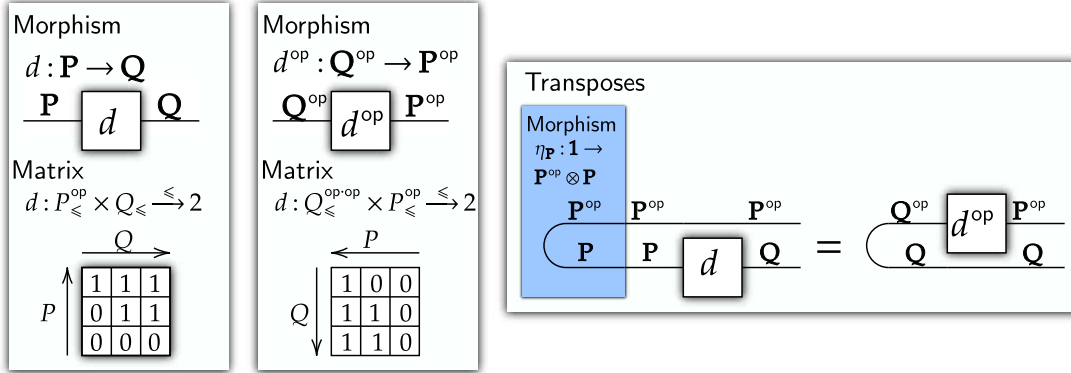 Morphism
d : P → Q
P d Q
Matrix
d : P^op_⩽ × Q_⩽ —⩽→ 2
Q
P
1 1 1
0 1 1
0 0 0
Morphism
d^op : Q^op → P^op
Q^op d^op P^op
Matrix
d : Q^op·op_⩽ × P^op_⩽ —⩽→ 2
P
Q
1 0 0
1 1 0
1 1 0
Transposes
Morphism
η_P : 1 →
P^op ⊗ P
P^op P^op P^op
P P d Q
=
Q^op d^op P^op
Q Q